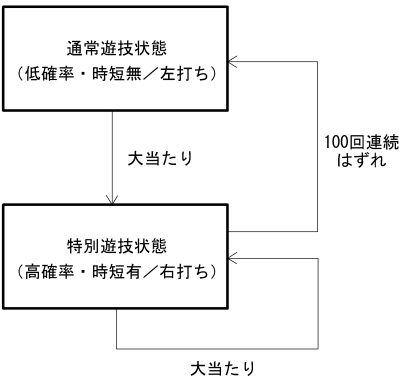 通常遊技状態
（低確率・時短無／左打ち）
大当たり
100回連続
はずれ
特別遊技状態
（高確率・時短有／右打ち）
大当たり